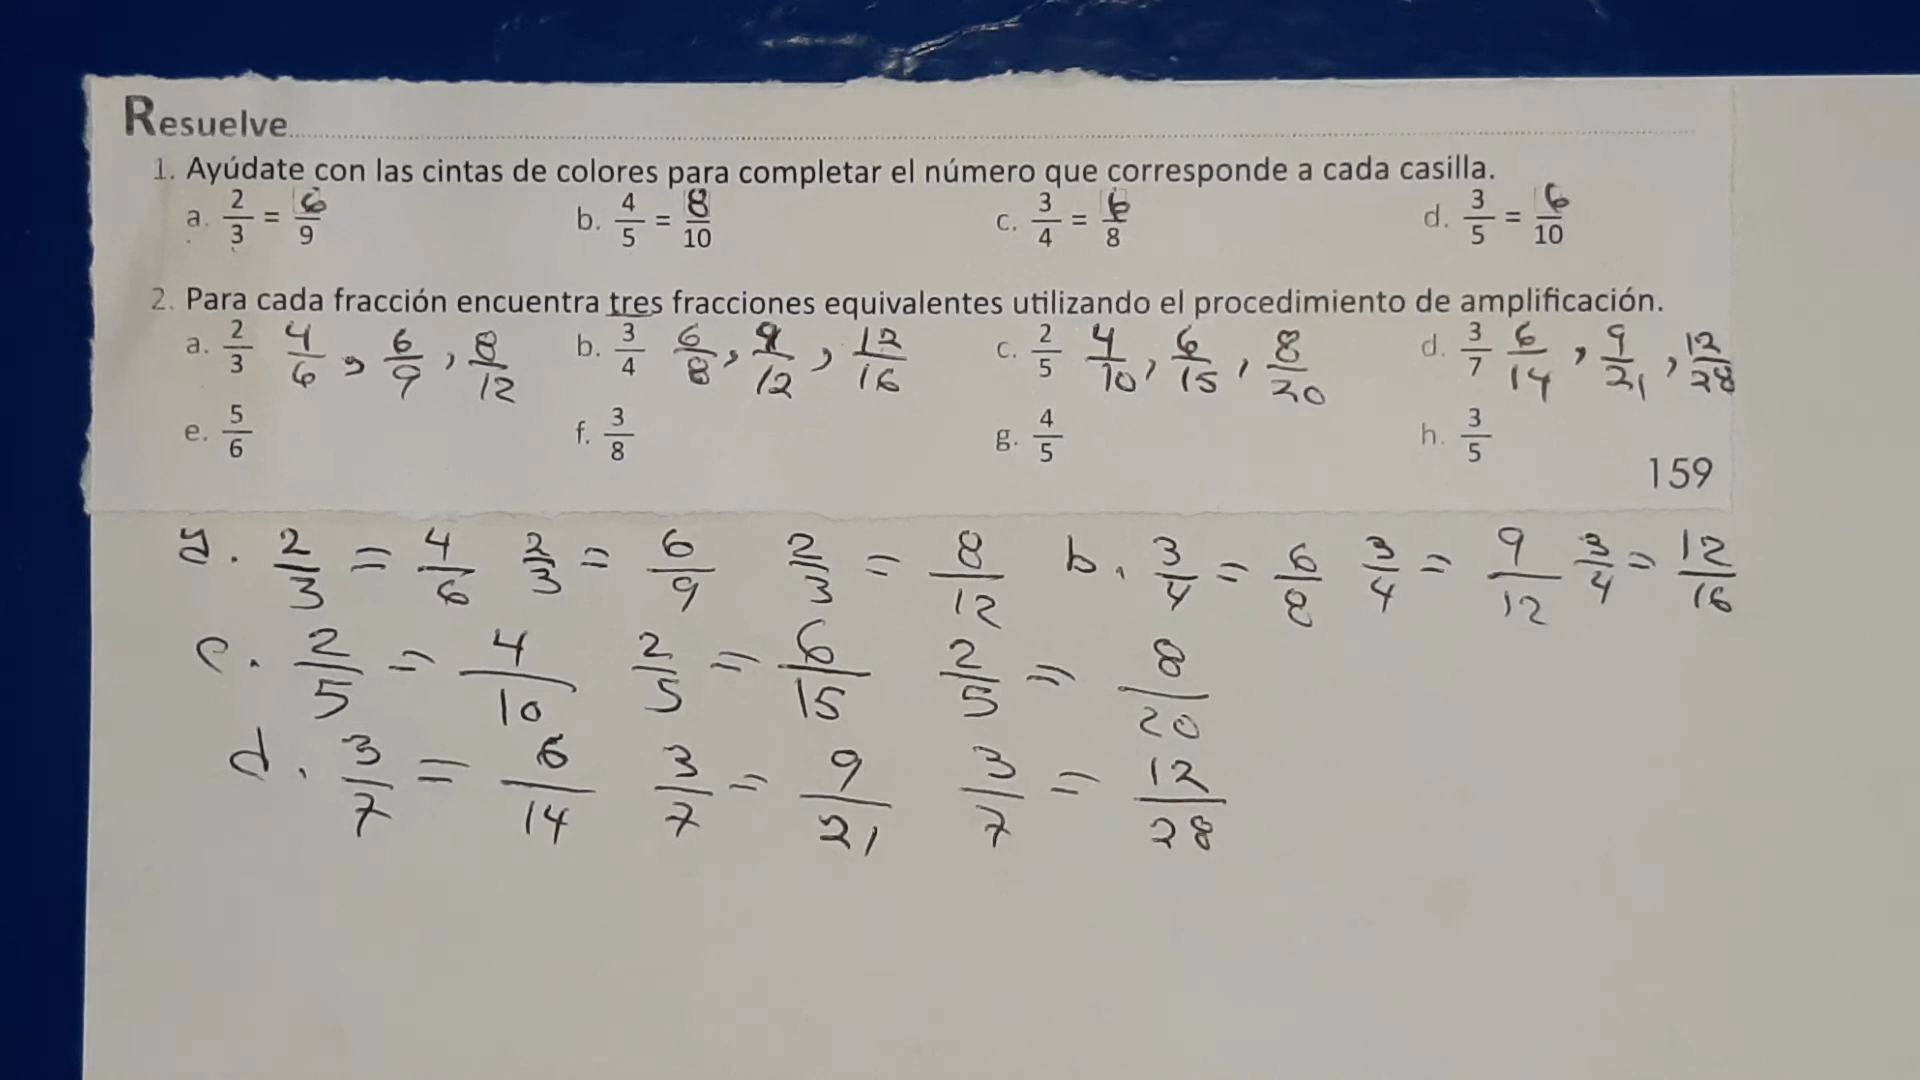 Resuelve
1. Ayúdate con las cintas de colores para completar el número que corresponde a cada casilla.
a. 2/3 = 6/9 b. 4/5 = 8/10 c. 3/4 = 6/8 d. 3/5 = 6/10
2. Para cada fracción encuentra tres fracciones equivalentes utilizando el procedimiento de amplificación.
a. 2/3 4/6, 6/9, 8/12 b. 3/4 6/8, 9/12, 12/16 c. 2/5 4/10, 6/15, 8/20 d. 3/7 6/14, 9/21, 12/28
e. 5/6 f. 3/8 g. 4/5 h. 3/5
159
a. 2/3 = 4/6 2/3 = 6/9 2/3 = 8/12 b. 3/4 = 6/8 3/4 = 9/12 3/4 = 12/16
c. 2/5 = 4/10 2/5 = 6/15 2/5 = 8/20
d. 3/7 = 6/14 3/7 = 9/21 3/7 = 12/28